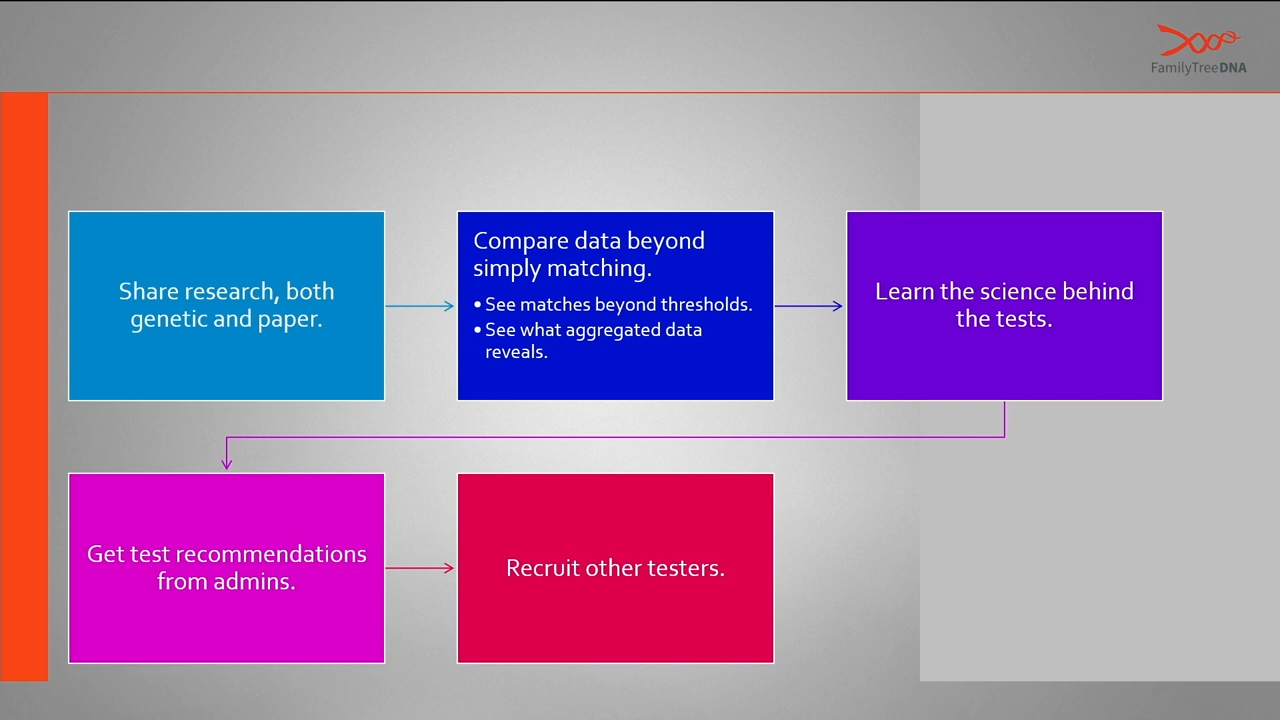 FamilyTreeDNA
Share research, both
genetic and paper.
Compare data beyond
simply matching.
• See matches beyond thresholds.
• See what aggregated data
reveals.
Learn the science behind
the tests.
Get test recommendations
from admins.
Recruit other testers.